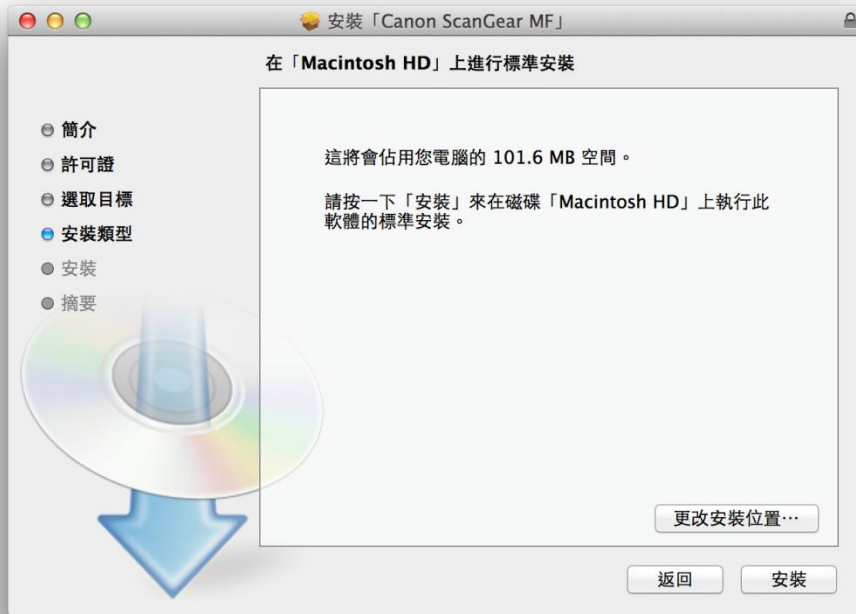 安裝「Canon ScanGear MF」
在「Macintosh HD」上進行標準安裝
簡介
許可證
選取目標
安裝類型
安裝
摘要
這將會佔用您電腦的 101.6 MB 空間。
請按一下「安裝」來在磁碟「Macintosh HD」上執行此
軟體的標準安裝。
更改安裝位置⋯
返回
安裝